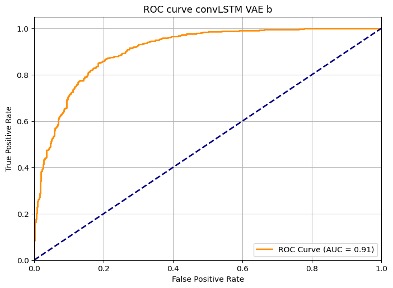 ROC curve convLSTM VAE b
True Positive Rate
1.0
0.8
0.6
0.4
0.2
0.0
0.0 0.2 0.4 0.6 0.8 1.0
False Positive Rate
ROC Curve (AUC = 0.91)